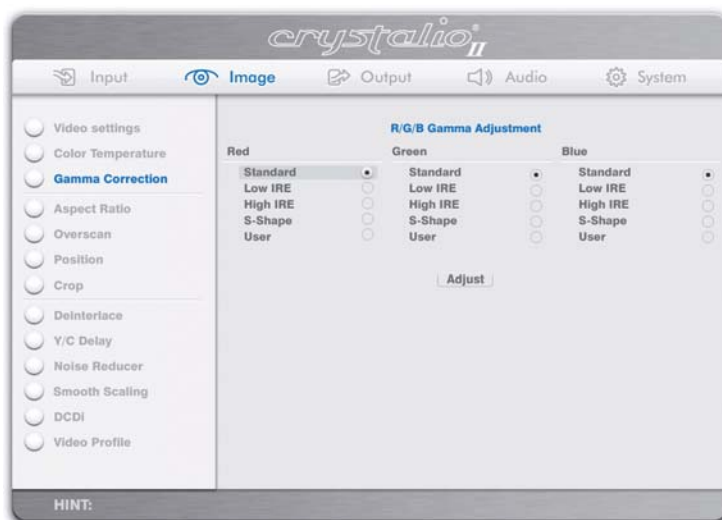 crystalio II
Input Image Output Audio System
Video settings
Color Temperature
Gamma Correction
Aspect Ratio
Overscan
Position
Crop
Deinterlace
Y/C Delay
Noise Reducer
Smooth Scaling
DCDi
Video Profile
R/G/B Gamma Adjustment
Red Green Blue
Standard Standard Standard
Low IRE Low IRE Low IRE
High IRE High IRE High IRE
S-Shape S-Shape S-Shape
User User User
Adjust
HINT: